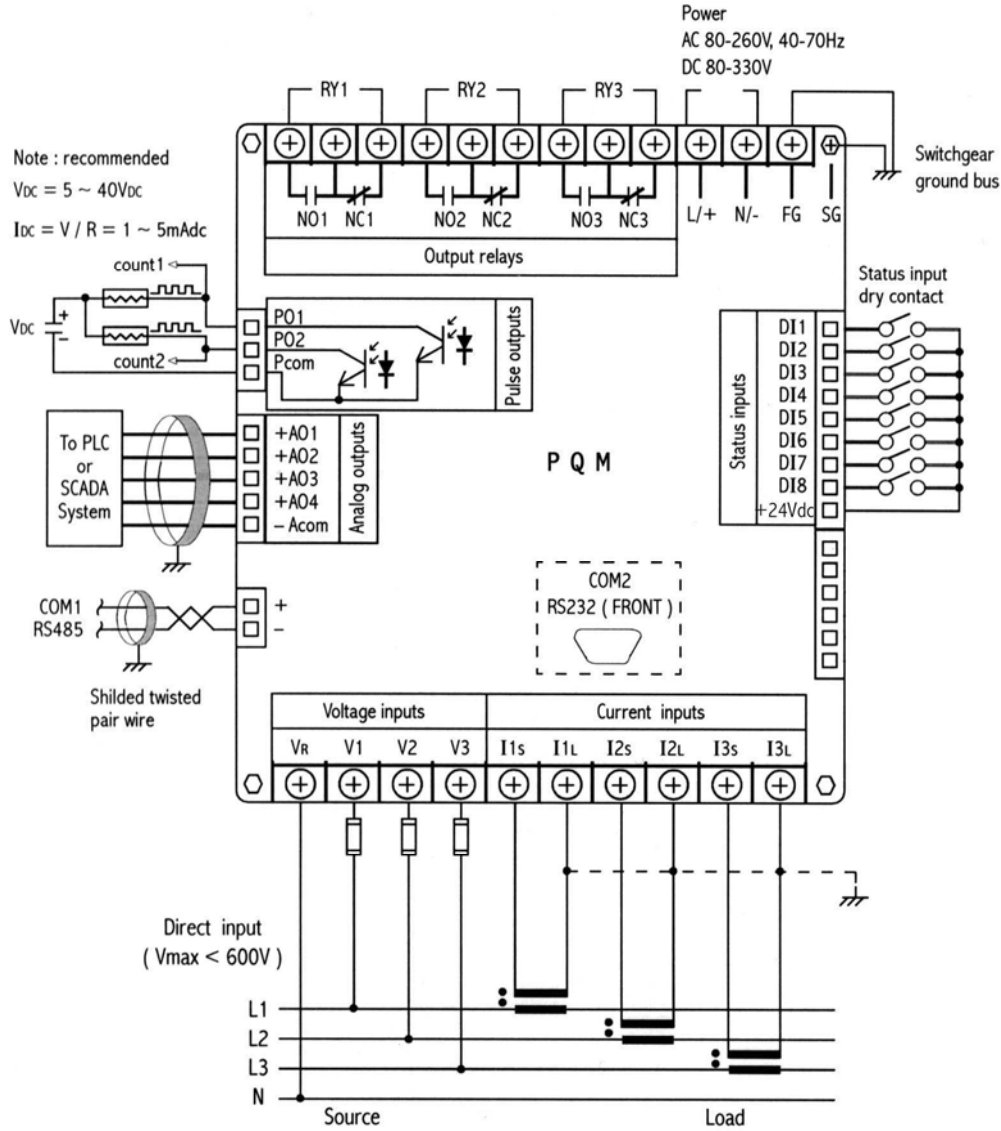 Power
AC 80-260V, 40-70Hz
DC 80-330V
RY1 RY2 RY3
Note : recommended
VDC = 5 ~ 40VDC
IDC = V / R = 1 ~ 5mAdc
Switchgear
ground bus
NO1 NC1 NO2 NC2 NO3 NC3 L/+ N/- FG SG
Output relays
count1
VDC
+
−
count2
PO1
PO2
Pcom
Pulse outputs
Status input
dry contact
Status inputs
DI1
DI2
DI3
DI4
DI5
DI6
DI7
DI8
+24Vdc
To PLC
or
SCADA
System
+AO1
+AO2
+AO3
+AO4
− Acom
Analog outputs
P Q M
COM1
RS485
+
−
Shilded twisted
pair wire
COM2
RS232 ( FRONT )
Voltage inputs Current inputs
VR V1 V2 V3 I1S I1L I2S I2L I3S I3L
Direct input
( Vmax < 600V )
L1
L2
L3
N
Source Load